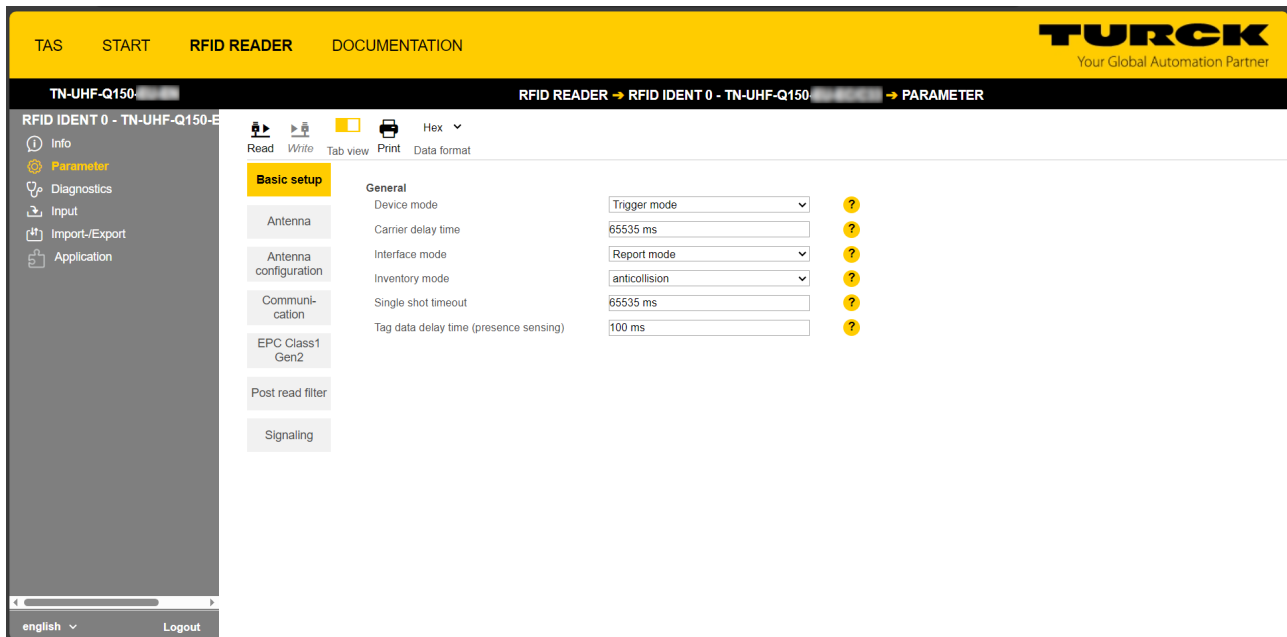 TAS START RFID READER DOCUMENTATION
TURCK
Your Global Automation Partner
TN-UHF-Q150-
RFID READER ➔ RFID IDENT 0 - TN-UHF-Q150- ➔ PARAMETER
RFID IDENT 0 - TN-UHF-Q150-E
Info
Parameter
Diagnostics
Input
Import-/Export
Application
english
Logout
Read Write Tab view Print Hex
Data format
Basic setup
Antenna
Antenna
configuration
Communi-
cation
EPC Class1
Gen2
Post read filter
Signaling
General
Device mode Trigger mode ?
Carrier delay time 65535 ms ?
Interface mode Report mode ?
Inventory mode anticollision ?
Single shot timeout 65535 ms ?
Tag data delay time (presence sensing) 100 ms ?